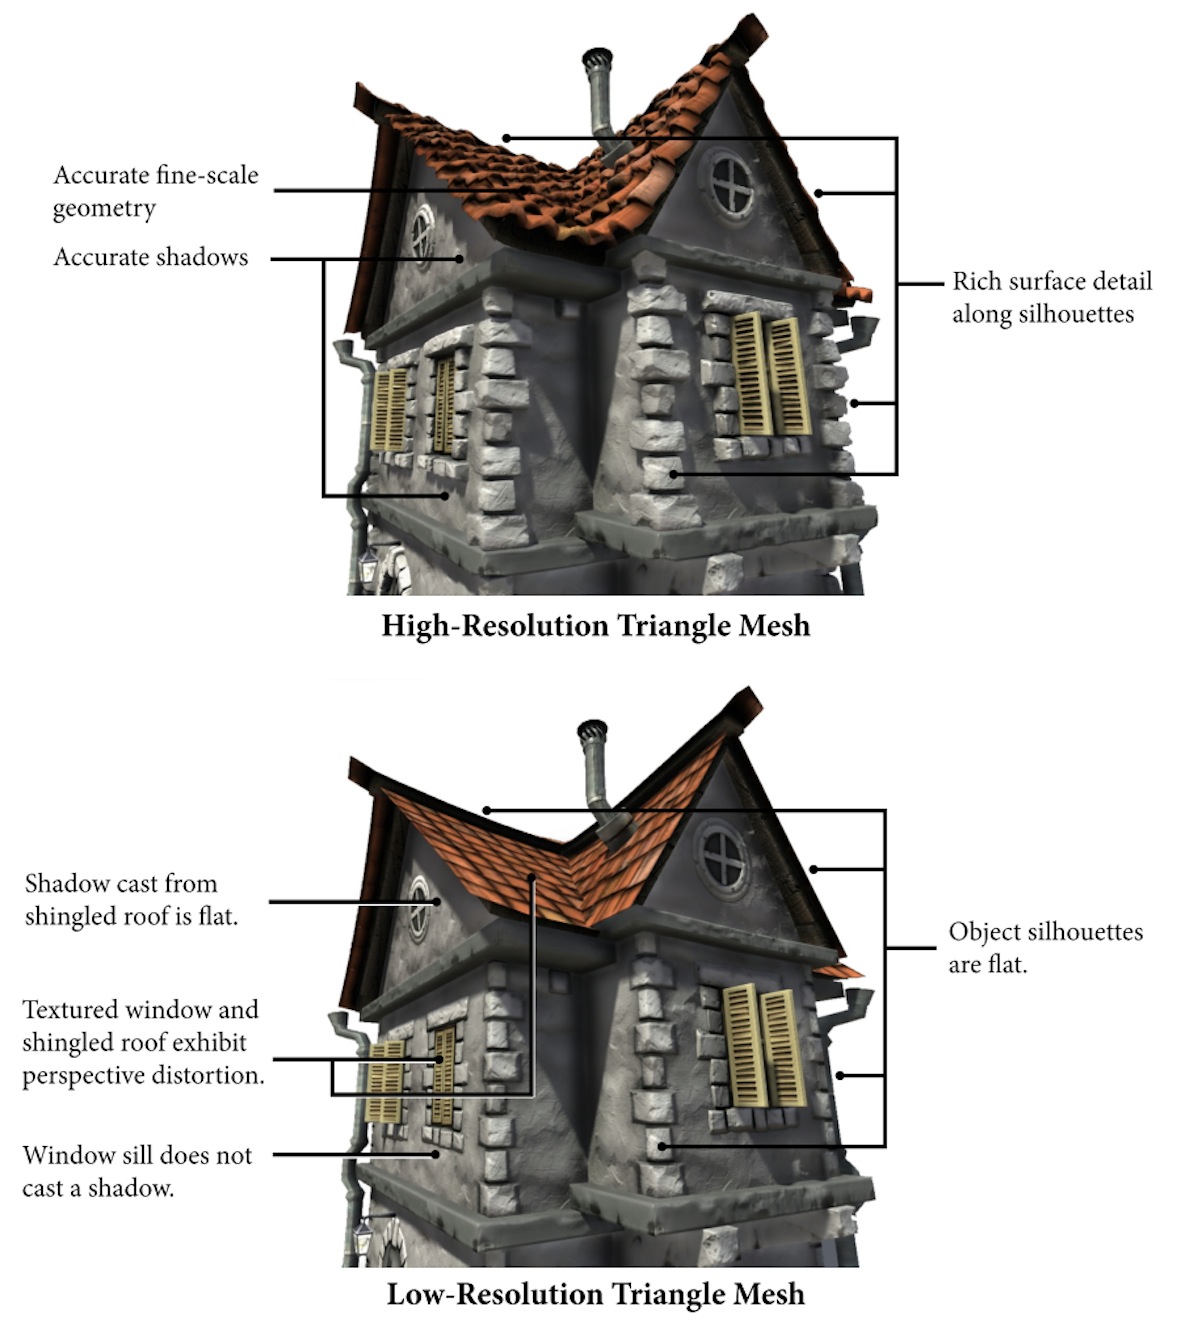 Accurate fine-scale
geometry
Accurate shadows
Rich surface detail
along silhouettes
High-Resolution Triangle Mesh
Shadow cast from
shingled roof is flat.
Object silhouettes
are flat.
Textured window and
shingled roof exhibit
perspective distortion.
Window sill does not
cast a shadow.
Low-Resolution Triangle Mesh